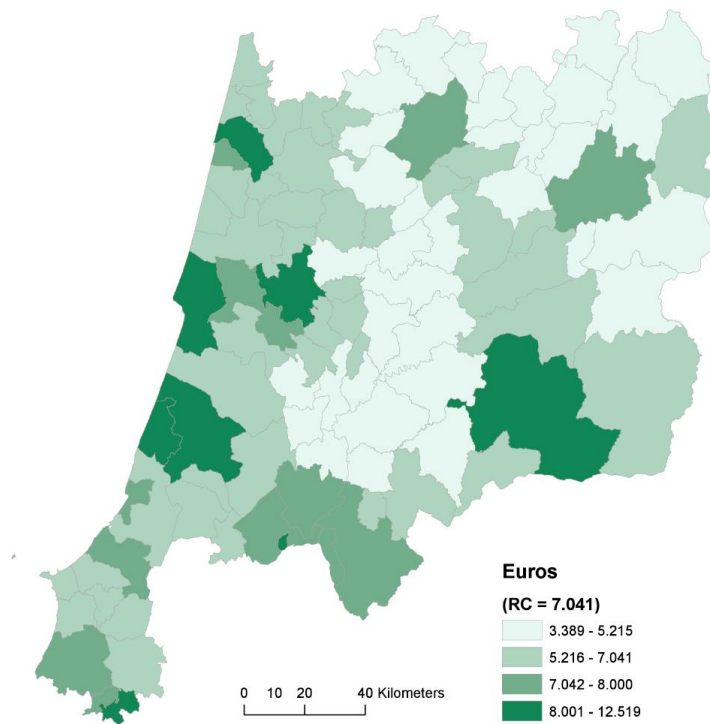 Euros
(RC = 7.041)
3.389 - 5.215
5.216 - 7.041
7.042 - 8.000
8.001 - 12.519
0 10 20 40 Kilometers